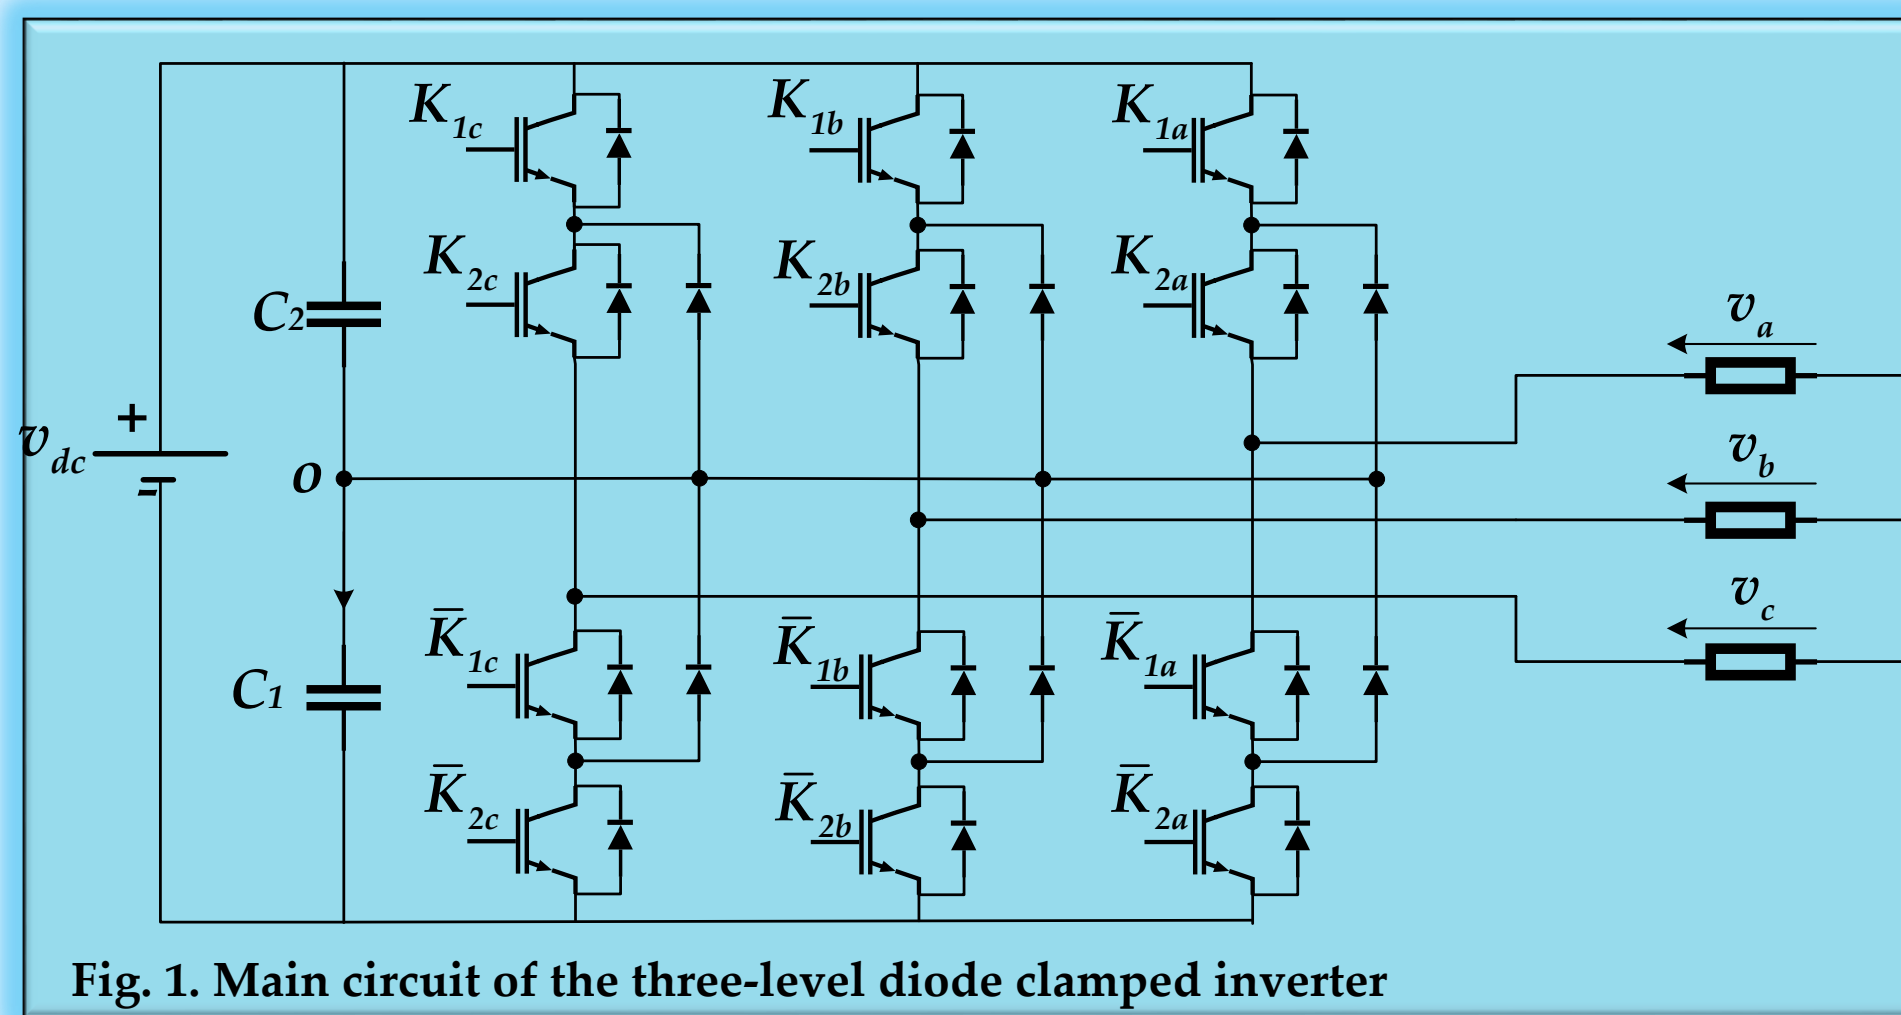 K1c
K1b
K1a
K2c
K2b
K2a
C2
va
+
vdc
-
o
vb
vc
K̅1c
K̅1b
K̅1a
C1
K̅2c
K̅2b
K̅2a
Fig. 1. Main circuit of the three-level diode clamped inverter